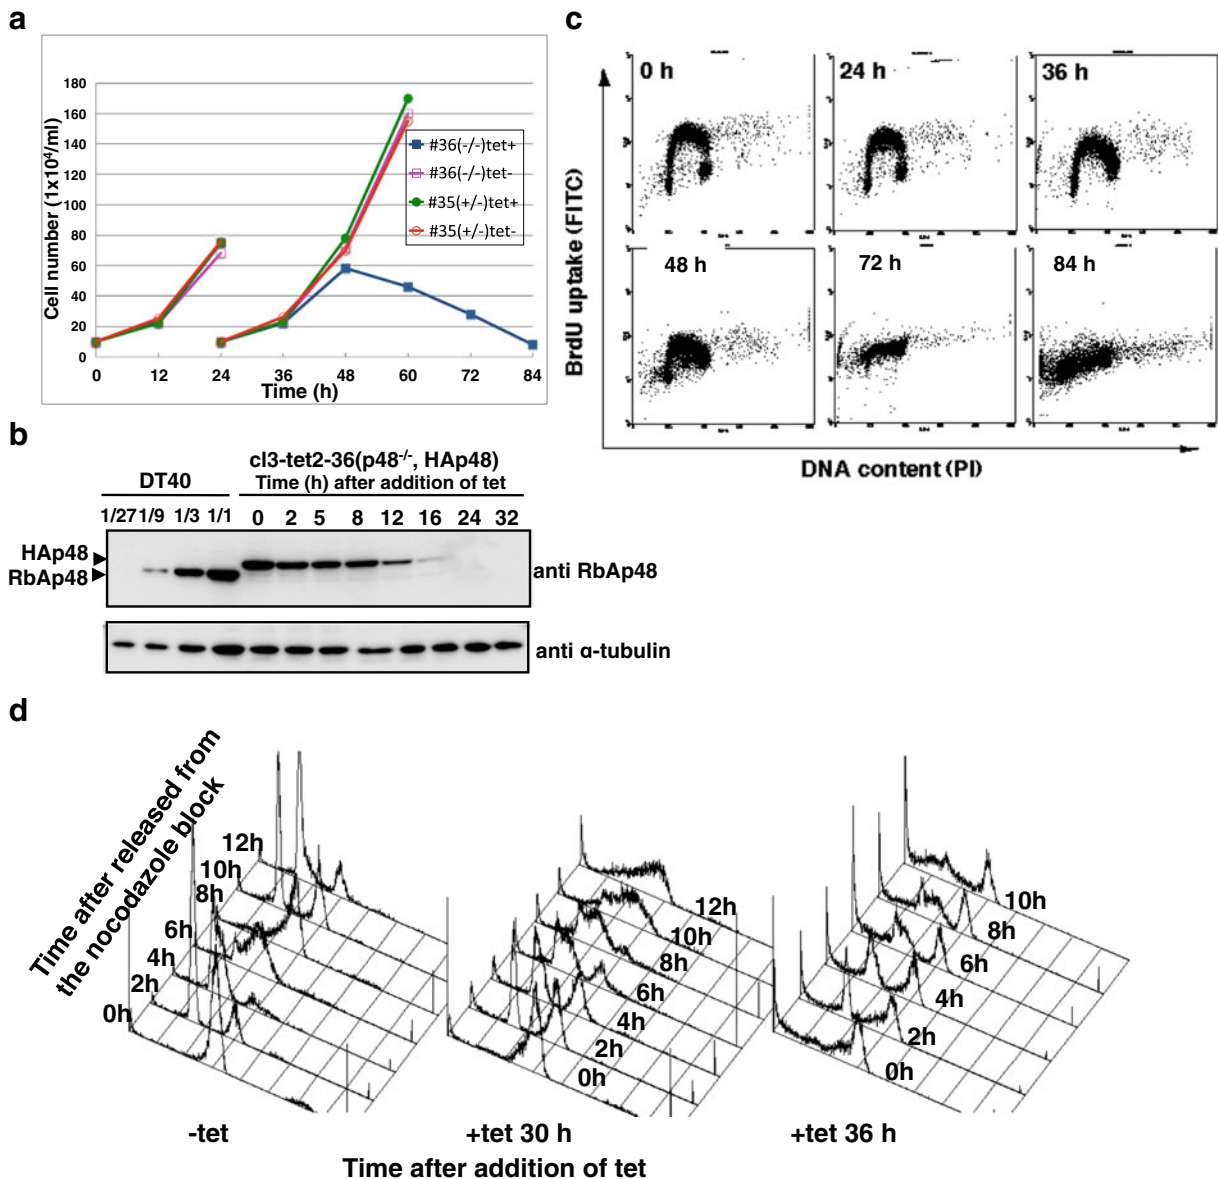 a
Cell number (1x10⁴/ml)
180
160
140
120
100
80
60
40
20
0
0 12 24 36 48 60 72 84
Time (h)
#36(-/-)tet+
#36(-/-)tet-
#35(+/-)tet+
#35(+/-)tet-
b
cl3-tet2-36(p48-/-, HAp48)
DT40
Time (h) after addition of tet
1/27 1/9 1/3 1/1 0 2 5 8 12 16 24 32
HAp48
RbAp48
anti RbAp48
anti α-tubulin
c
0 h
24 h
36 h
48 h
72 h
84 h
BrdU uptake (FITC)
DNA content (PI)
d
Time after released from
the nocodazole block
12h
10h
8h
6h
4h
2h
0h
12h
10h
8h
6h
4h
2h
0h
10h
8h
6h
4h
2h
0h
-tet
+tet 30 h
+tet 36 h
Time after addition of tet